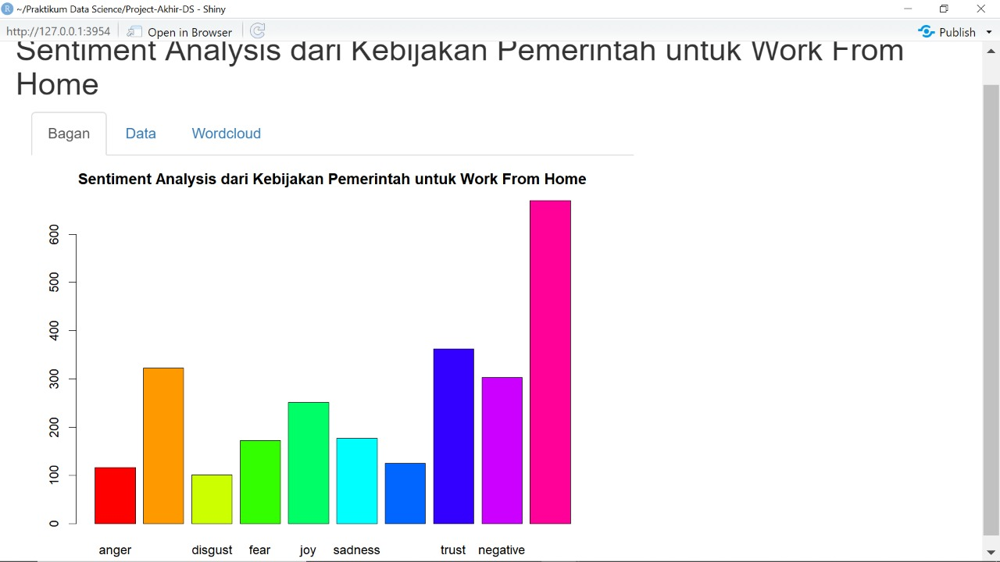 ~/Praktikum Data Science/Project-Akhir-DS - Shiny
http://127.0.0.1:3954 Open in Browser Publish
Sentiment Analysis dari Kebijakan Pemerintah untuk Work From
Home
Bagan Data Wordcloud
Sentiment Analysis dari Kebijakan Pemerintah untuk Work From Home
600
500
400
300
200
100
0
anger disgust fear joy sadness trust negative